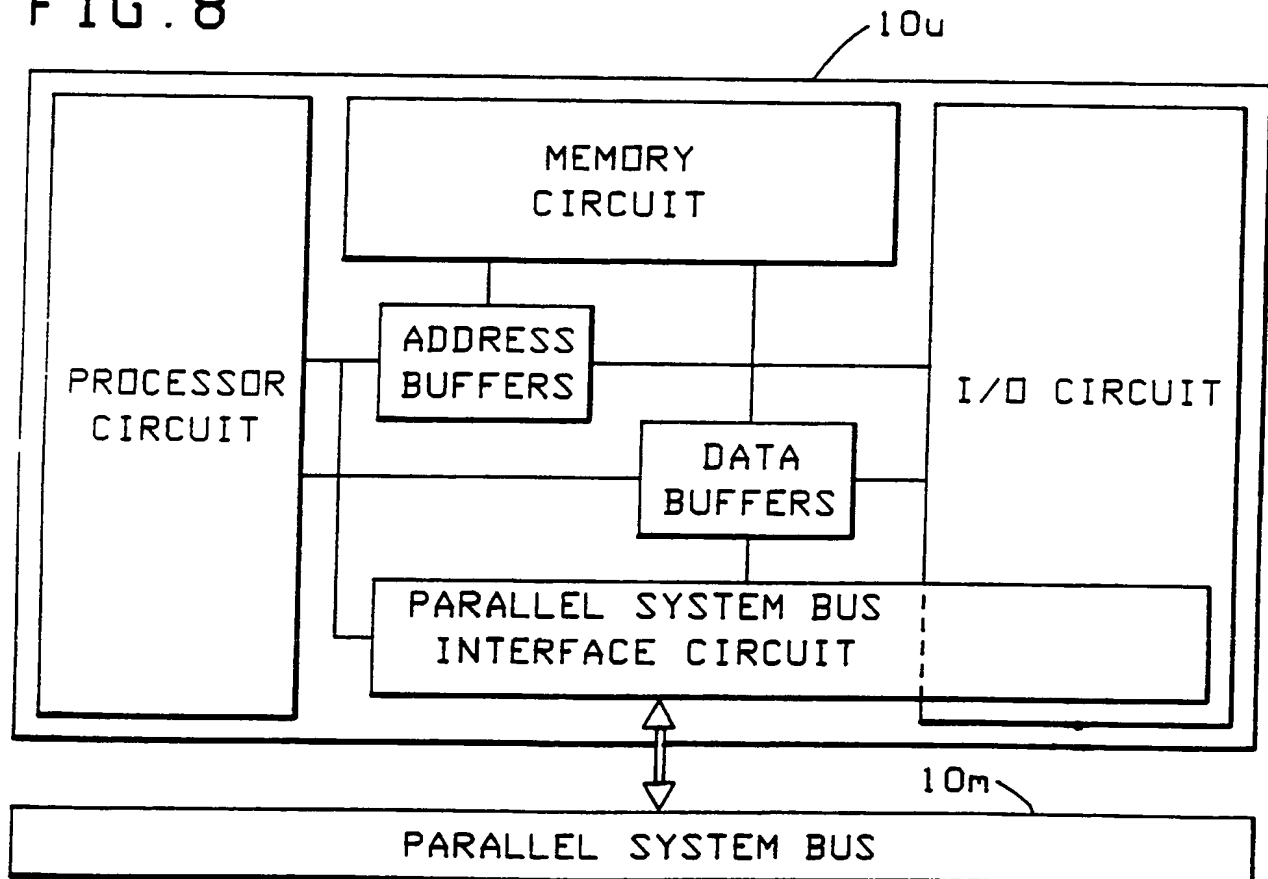 FIG.8
10u
MEMORY
CIRCUIT
ADDRESS
BUFFERS
PROCESSOR
CIRCUIT
I/O CIRCUIT
DATA
BUFFERS
PARALLEL SYSTEM BUS
INTERFACE CIRCUIT
10m
PARALLEL SYSTEM BUS